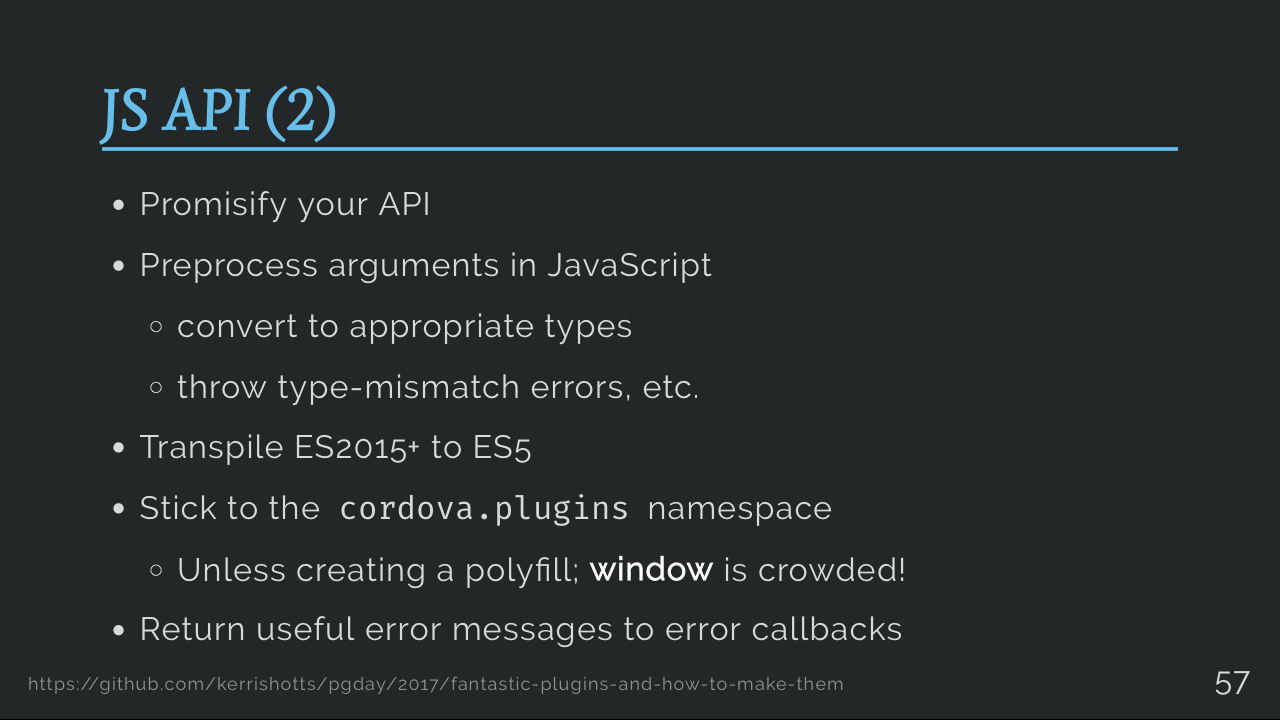 JS API (2)
Promisify your API
Preprocess arguments in JavaScript
convert to appropriate types
throw type-mismatch errors, etc.
Transpile ES2015+ to ES5
Stick to the cordova.plugins namespace
Unless creating a polyfill; window is crowded!
Return useful error messages to error callbacks
https://github.com/kerrishotts/pgday/2017/fantastic-plugins-and-how-to-make-them
57